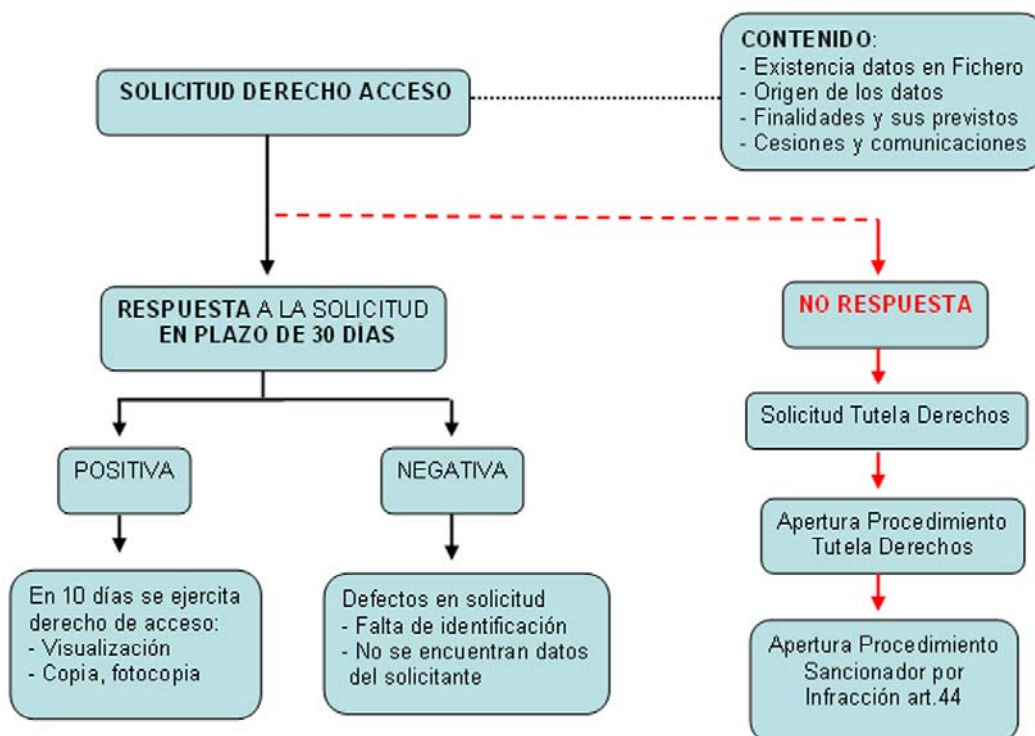 SOLICITUD DERECHO ACCESO
CONTENIDO:
- Existencia datos en Fichero
- Origen de los datos
- Finalidades y sus previstos
- Cesiones y comunicaciones
RESPUESTA A LA SOLICITUD
EN PLAZO DE 30 DÍAS
NO RESPUESTA
Solicitud Tutela Derechos
POSITIVA
NEGATIVA
Apertura Procedimiento
Tutela Derechos
En 10 días se ejercita
derecho de acceso:
- Visualización
- Copia, fotocopia
Defectos en solicitud
- Falta de identificación
- No se encuentran datos
del solicitante
Apertura Procedimiento
Sancionador por
Infracción art.44